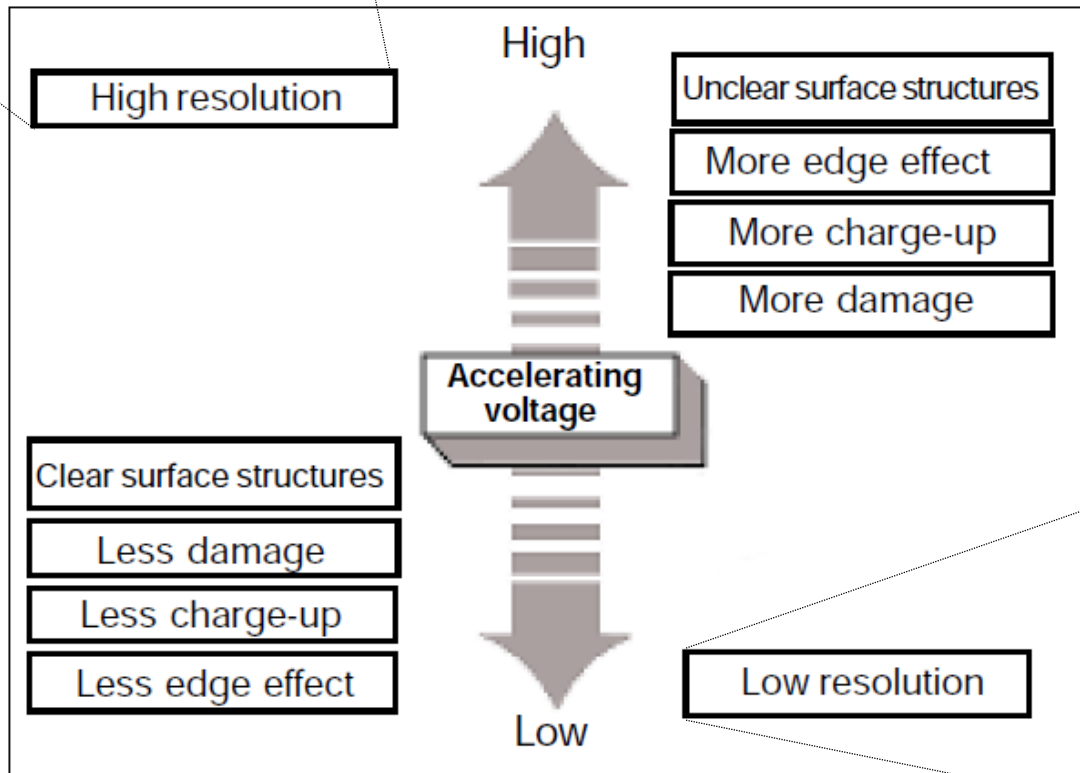 High
High resolution
Unclear surface structures
More edge effect
More charge-up
More damage
Accelerating
voltage
Clear surface structures
Less damage
Less charge-up
Less edge effect
Low resolution
Low